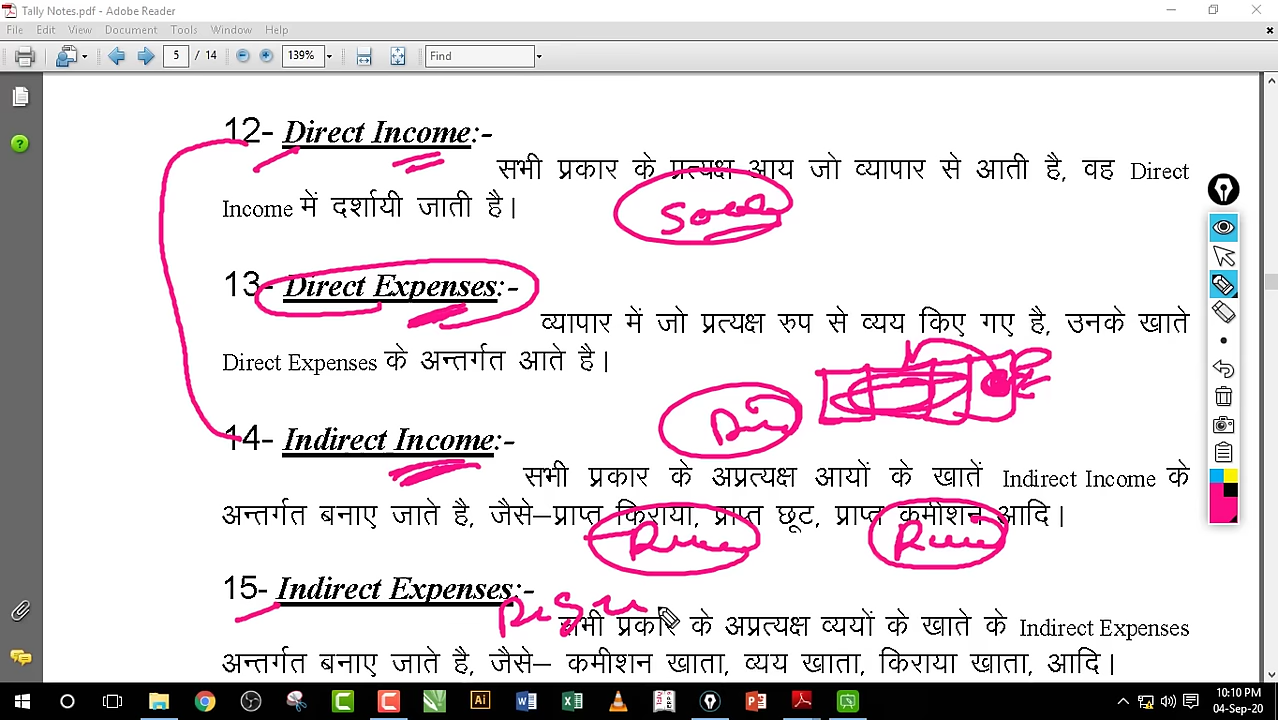 Tally Notes.pdf - Adobe Reader
File Edit View Document Tools Window Help
5 / 14 139% Find
12- Direct Income:-
सभी प्रकार के प्रत्यक्ष आय जो व्यापार से आती है, वह Direct
Income में दर्शायी जाती है।
13- Direct Expenses:-
व्यापार में जो प्रत्यक्ष रुप से व्यय किए गए है, उनके खाते
Direct Expenses के अन्तर्गत आते है।
14- Indirect Income:-
सभी प्रकार के अप्रत्यक्ष आयों के खातें Indirect Income के
अन्तर्गत बनाए जाते है, जैसे–प्राप्त किराया, प्राप्त छूट, प्राप्त कमीशन आदि।
15- Indirect Expenses:-
सभी प्रकार के अप्रत्यक्ष व्ययों के खाते के Indirect Expenses
अन्तर्गत बनाए जाते है, जैसे– कमीशन खाता, व्यय खाता, किराया खाता, आदि।
10:10 PM
04-Sep-20